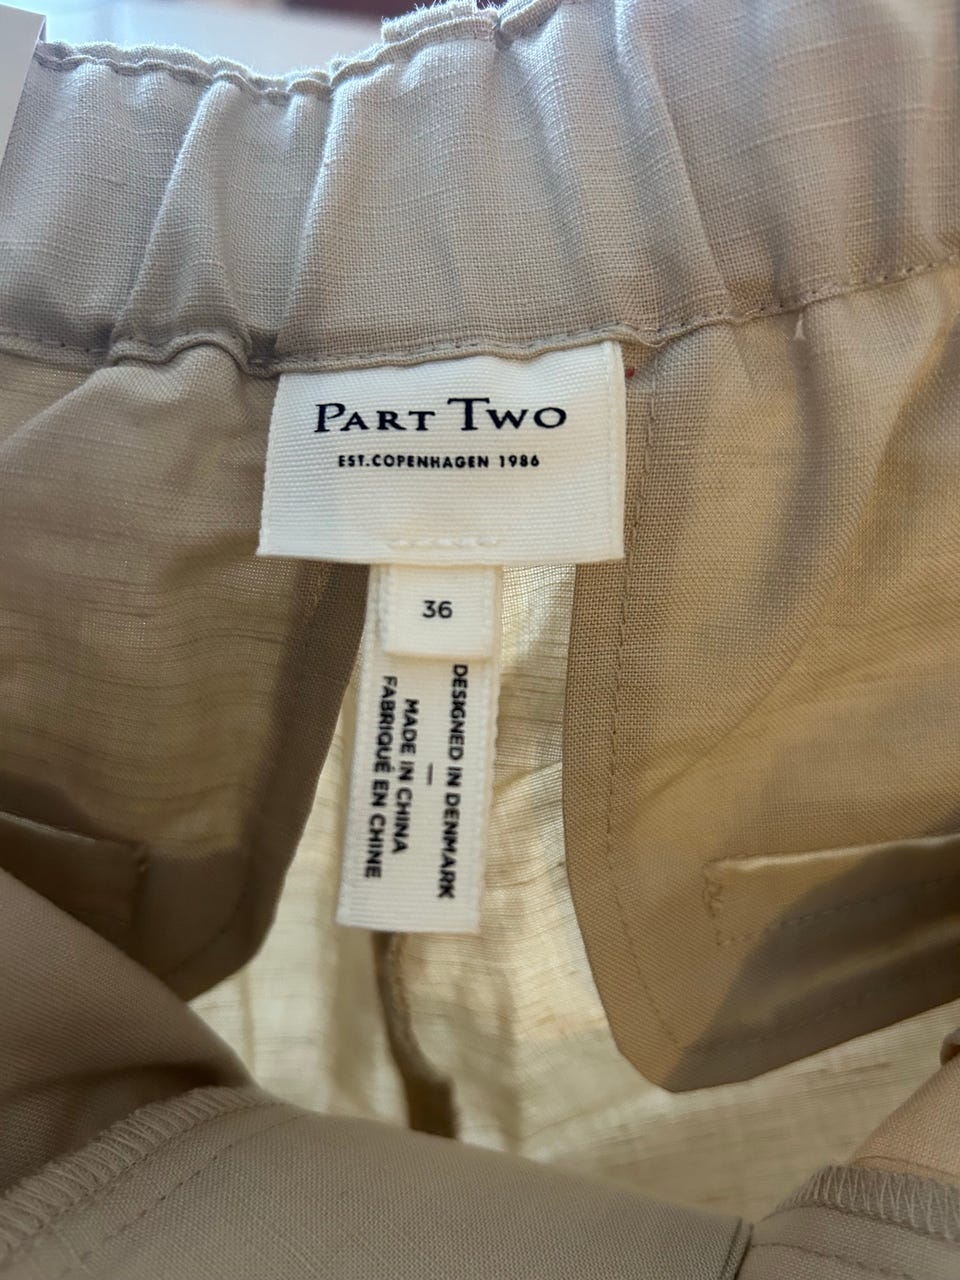 PART TWO
EST. COPENHAGEN 1986
36
DESIGNED IN DENMARK
—
MADE IN CHINA
FABRIQUÉ EN CHINE